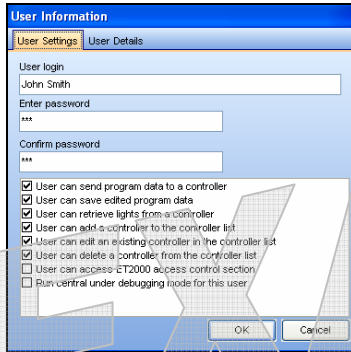 User Information
User Settings User Details
User login
John Smith
Enter password
***
Confirm password
***
User can send program data to a controller
User can save edited program data
User can retrieve lights from a controller
User can add a controller to the controller list
User can edit an existing controller in the controller list
User can delete a controller from the controller list
User can access ET2000 access control section
Run central under debugging mode for this user
OK Cancel